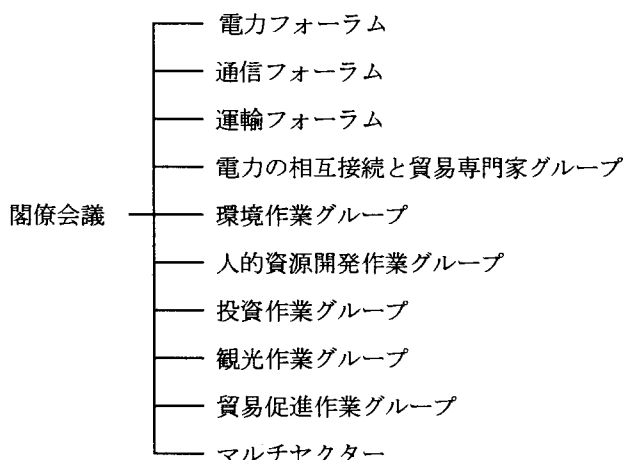 電力フォーラム
通信フォーラム
運輸フォーラム
電力の相互接続と貿易専門家グループ
閣僚会議
環境作業グループ
人的資源開発作業グループ
投資作業グループ
観光作業グループ
貿易促進作業グループ
マルチセクター